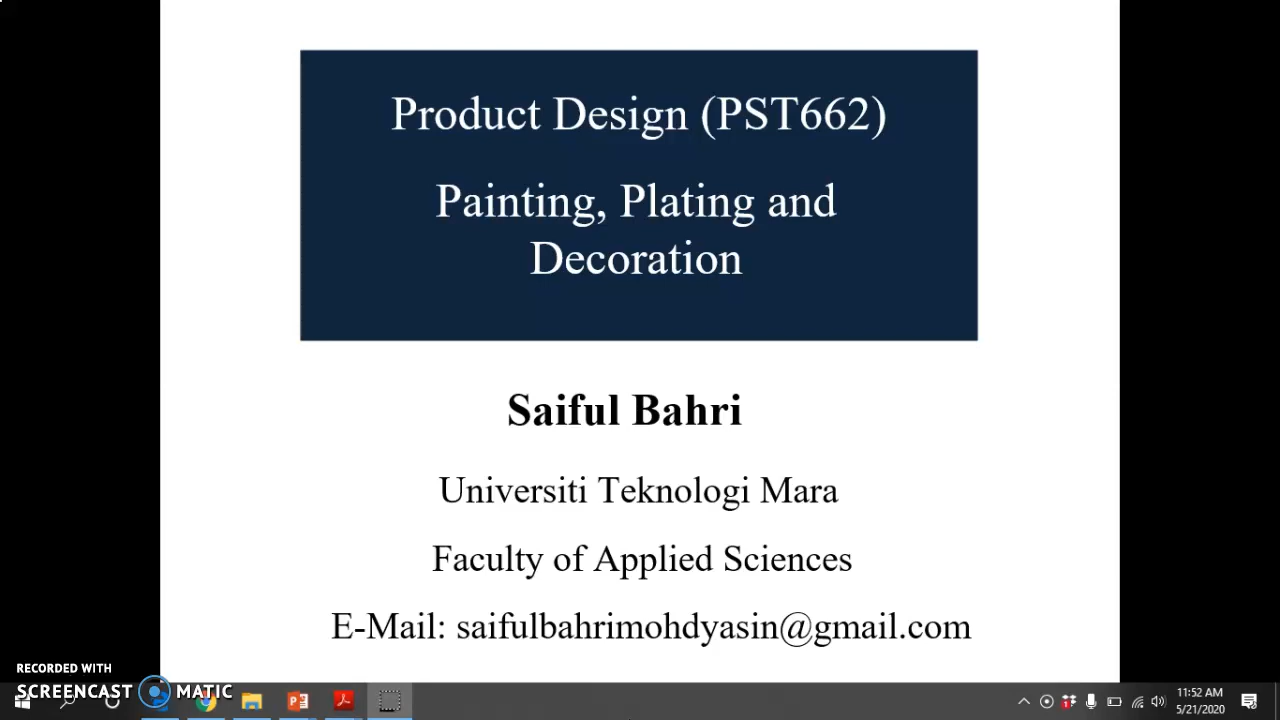 Product Design (PST662)
Painting, Plating and
Decoration
Saiful Bahri
Universiti Teknologi Mara
Faculty of Applied Sciences
E-Mail: saifulbahrimohdyasin@gmail.com
RECORDED WITH
SCREENCAST MATIC
11:52 AM
5/21/2020